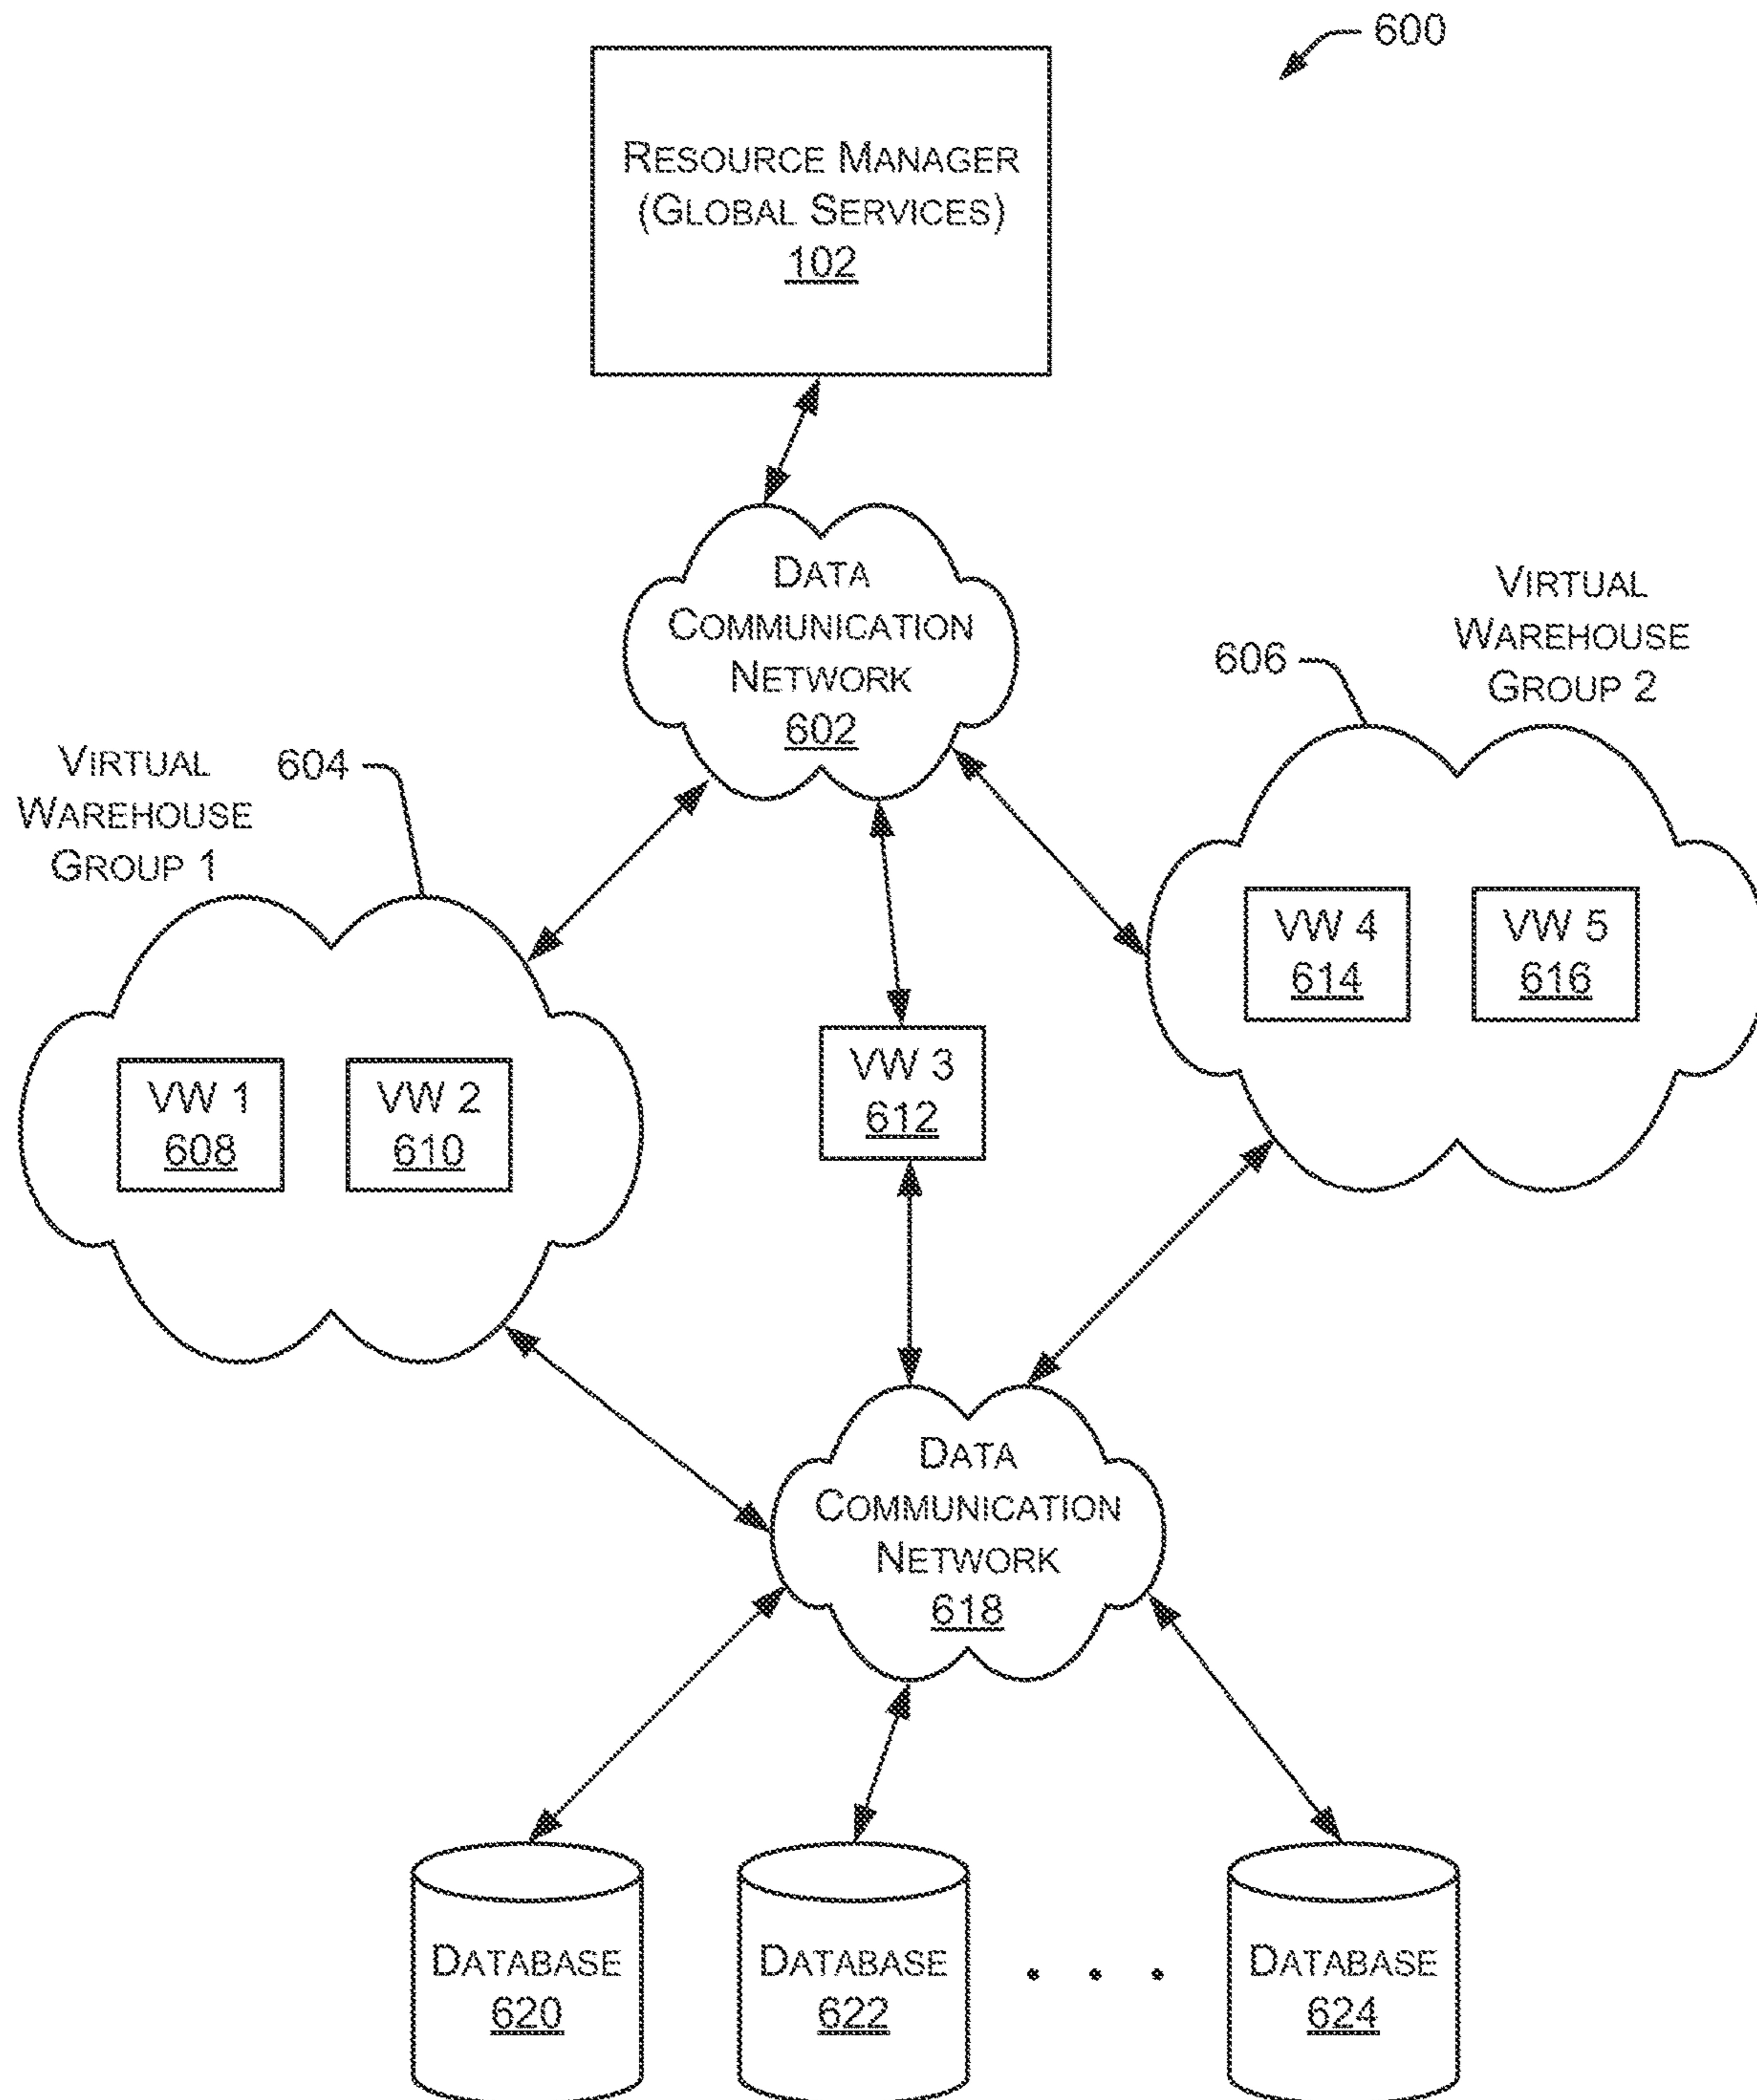 600
RESOURCE MANAGER
(GLOBAL SERVICES)
102
DATA
COMMUNICATION
NETWORK
602
VIRTUAL
WAREHOUSE
GROUP 2
606
VIRTUAL
WAREHOUSE
GROUP 1
604
VW 4
614
VW 5
616
VW 3
612
VW 1
608
VW 2
610
DATA
COMMUNICATION
NETWORK
618
DATABASE
620
DATABASE
622
. . .
DATABASE
624